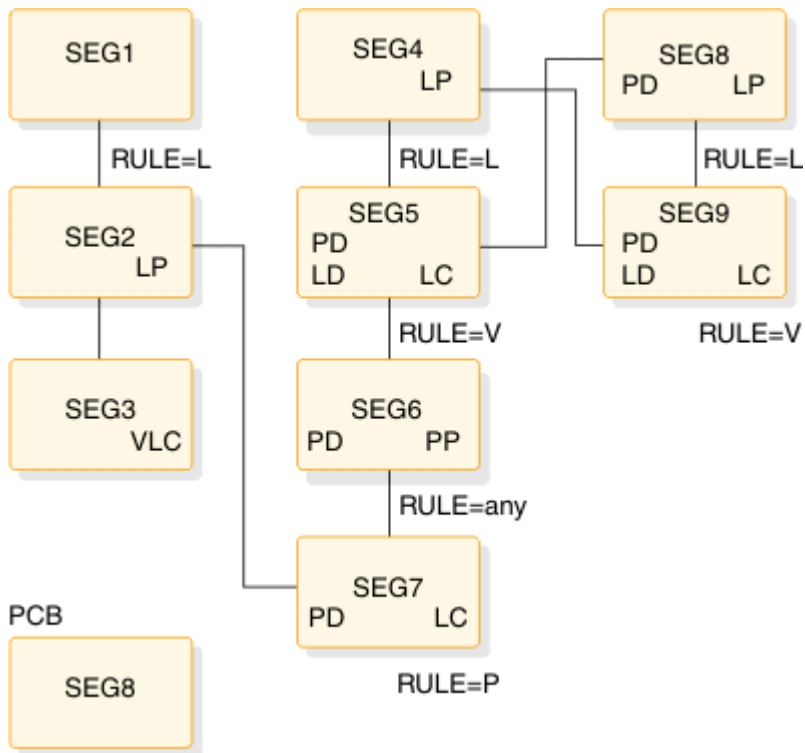 SEG1
RULE=L
SEG2
LP
SEG3
VLC
PCB
SEG8
SEG4
LP
RULE=L
SEG5
PD
LD LC
RULE=V
SEG6
PD PP
RULE=any
SEG7
PD LC
RULE=P
SEG8
PD LP
RULE=L
SEG9
PD
LD LC
RULE=V